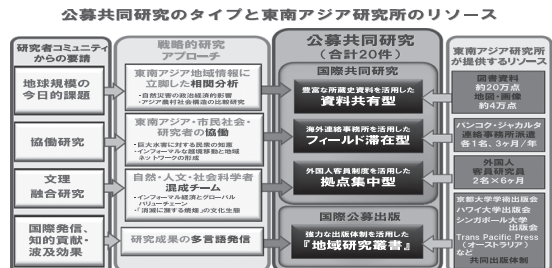 公募共同研究のタイプと東南アジア研究所のリソース
研究者コミュニティ
からの要請
地球規模の
今日的課題
協働研究
文理
融合研究
国際発信、
知的貢献・
波及効果
戦略的研究
アプローチ
東南アジア地域情報に
立脚した相関分析
・自然災害の政治経済的影響
・アジア農村社会構造の比較研究
東南アジア・市民社会・
研究者の協働
・巨大水害に対する民衆の知恵
・インフォーマルな越境移動と地域
ネットワークの形成
自然・人文・社会科学者
混成チーム
・インフォーマル経済とグローバル
バリューチェーン
・「消滅に瀕する焼畑」の文化生態
研究成果の多言語発信
公募共同研究
(合計20件)
国際共同研究
豊富な所蔵史資料を活用した
資料共有型
海外連絡事務所を活用した
フィールド滞在型
外国人客員制度を活用した
拠点集中型
国際公募出版
強力な出版体制を活用した
『地域研究叢書』
東南アジア研究所
が提供するリソース
図書資料
約20万点
地図・画像
約4万点
バンコク・ジャカルタ
連絡事務所派遣
各1名、3ヶ月/年
外国人
客員研究員
2名×6ヶ月
京都大学学術出版会
ハワイ大学出版会
シンガポール大学
出版会
Trans Pacific Press
(オーストラリア)
など
共同出版体制